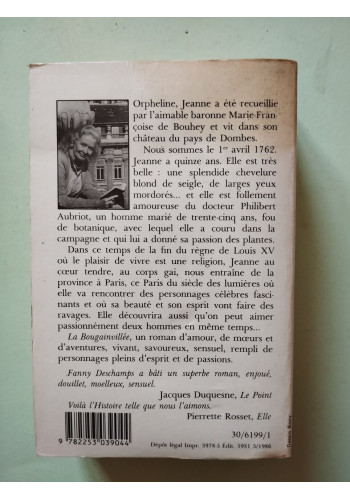 Orpheline, Jeanne a été recueillie
par l'aimable baronne Marie-Fran-
çoise de Bouhey et vit dans son
château du pays de Dombes.
Nous sommes le 1er avril 1762.
Jeanne a quinze ans. Elle est très
belle : une splendide chevelure
blond de seigle, de larges yeux
mordorés... et elle est follement
amoureuse du docteur Philibert
Aubriot, un homme marié de trente-cinq ans, fou
de botanique, avec lequel elle a couru dans la
campagne et qui lui a donné sa passion des plantes.
Dans ce temps de la fin du règne de Louis XV
où le plaisir de vivre est une religion, Jeanne au
cœur tendre, au corps gai, nous entraîne de la
province à Paris, ce Paris du siècle des lumières où
elle va rencontrer des personnages célèbres fasci-
nants et où sa beauté et son esprit vont faire des
ravages. Elle découvrira aussi qu'on peut aimer
passionnément deux hommes en même temps...
La Bougainvillée, un roman d'amour, de mœurs et
d'aventures, vivant, savoureux, sensuel, rempli de
personnages pleins d'esprit et de passions.
Fanny Deschamps a bâti un superbe roman, enjoué,
douillet, moelleux, sensuel.
Jacques Duquesne, Le Point
Voilà l'Histoire telle que nous l'aimons.
Pierrette Rosset, Elle
30/6199/1
9 782253 039044
Dépôt légal Impr. 5978-5 Édit. 5981 5/1986